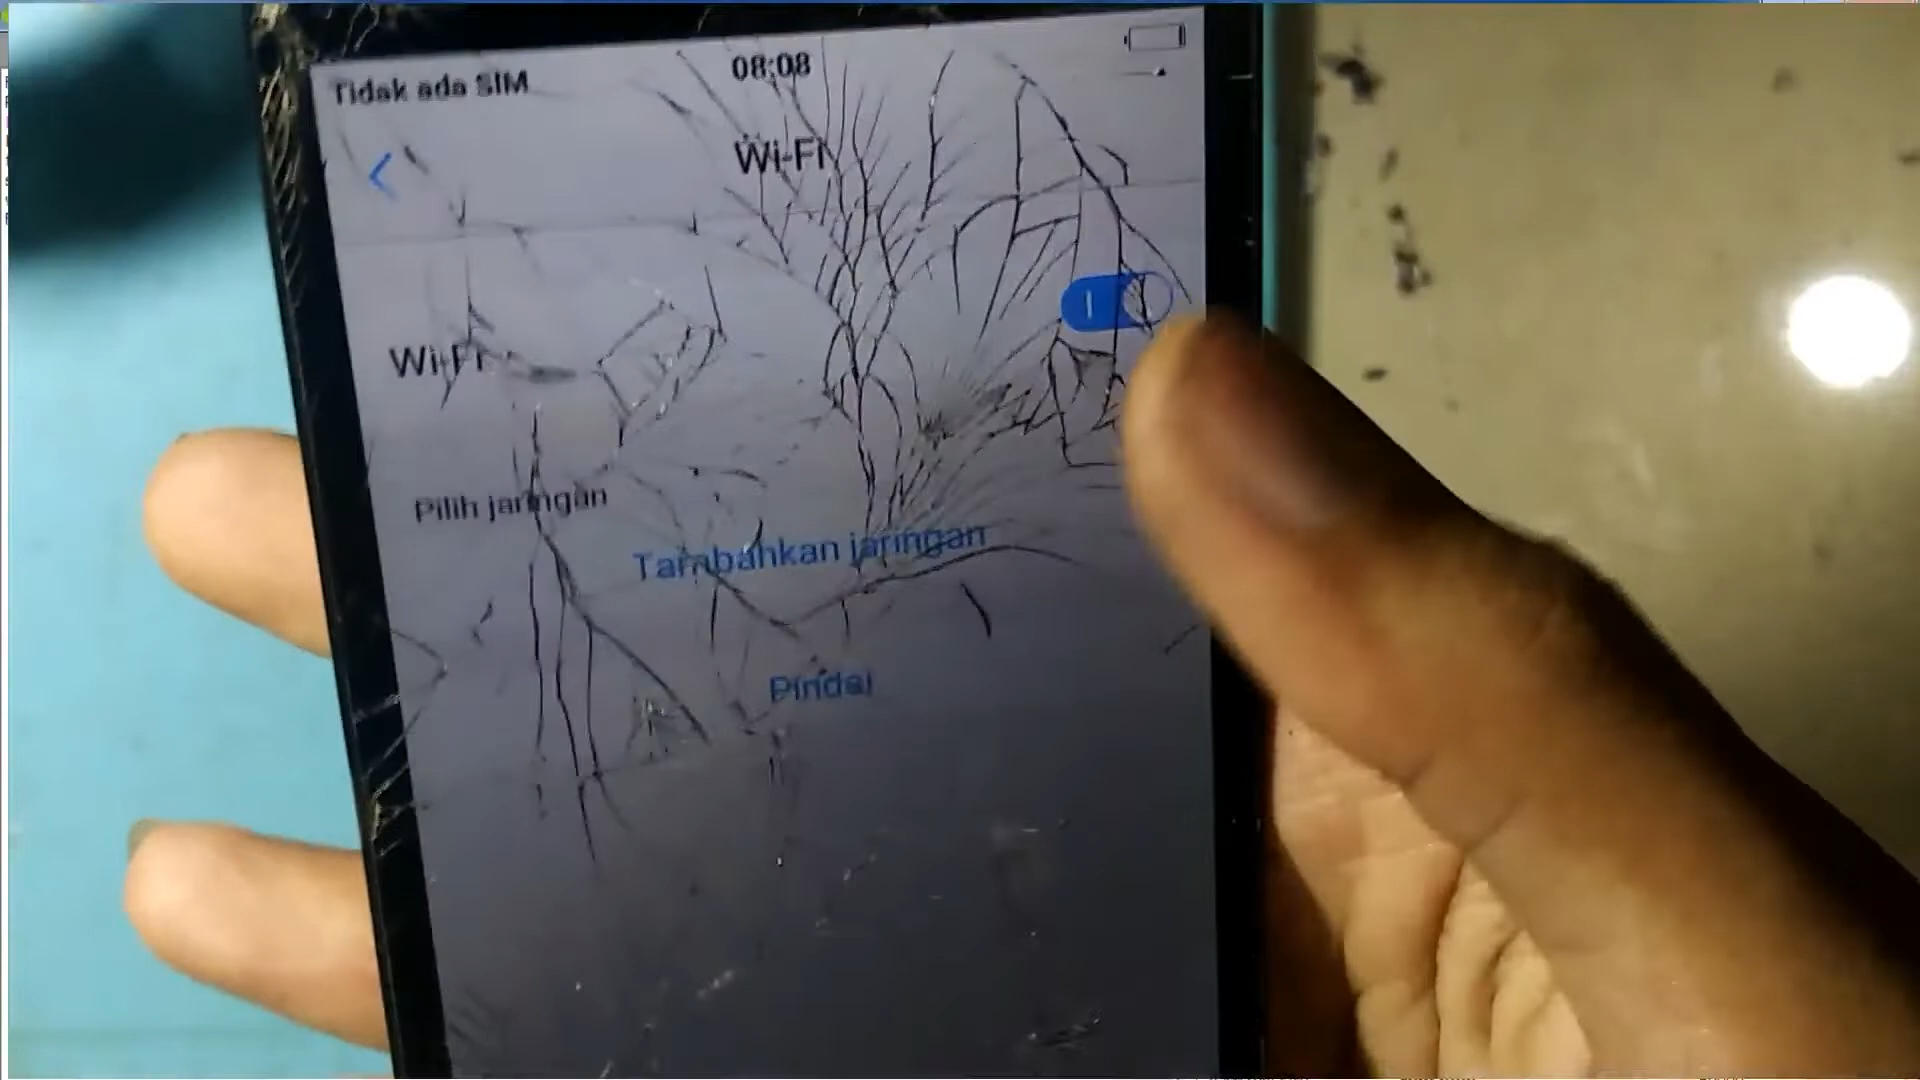 Tidak ada SIM
08:08
Wi-Fi
Wi-Fi
Pilih jaringan
Tambahkan jaringan
Pindai